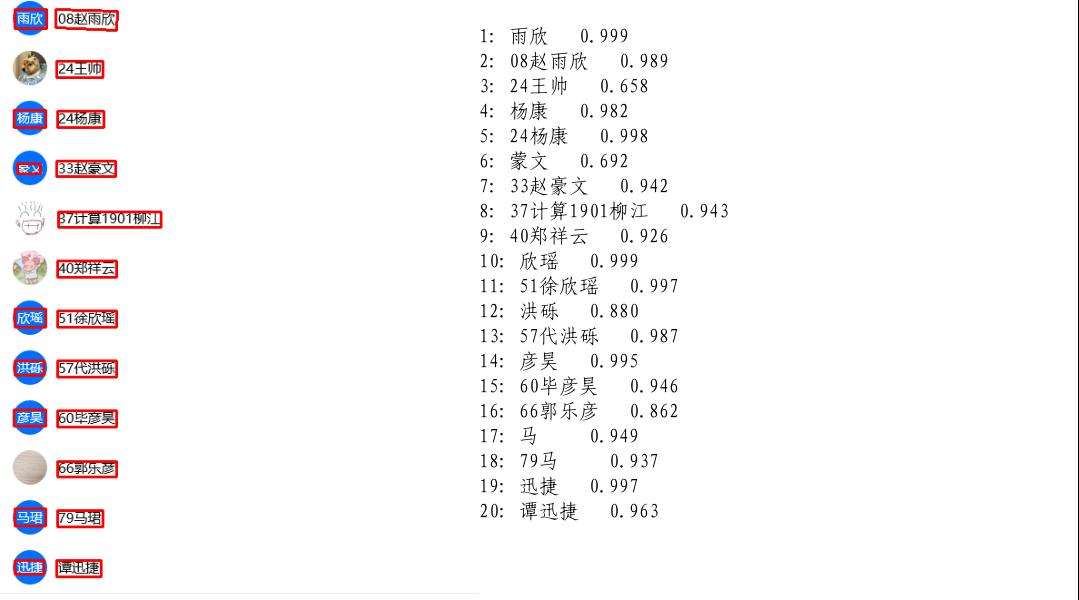 雨欣 08赵雨欣
24王帅
杨康 24杨康
豪文 33赵豪文
37计算1901柳江
40郑祥云
欣瑶 51徐欣瑶
洪砾 57代洪砾
彦昊 60毕彦昊
66郭乐彦
马珺 79马珺
迅捷 谭迅捷
1: 雨欣 0.999
2: 08赵雨欣 0.989
3: 24王帅 0.658
4: 杨康 0.982
5: 24杨康 0.998
6: 蒙文 0.692
7: 33赵豪文 0.942
8: 37计算1901柳江 0.943
9: 40郑祥云 0.926
10: 欣瑶 0.999
11: 51徐欣瑶 0.997
12: 洪砾 0.880
13: 57代洪砾 0.987
14: 彦昊 0.995
15: 60毕彦昊 0.946
16: 66郭乐彦 0.862
17: 马 0.949
18: 79马 0.937
19: 迅捷 0.997
20: 谭迅捷 0.963